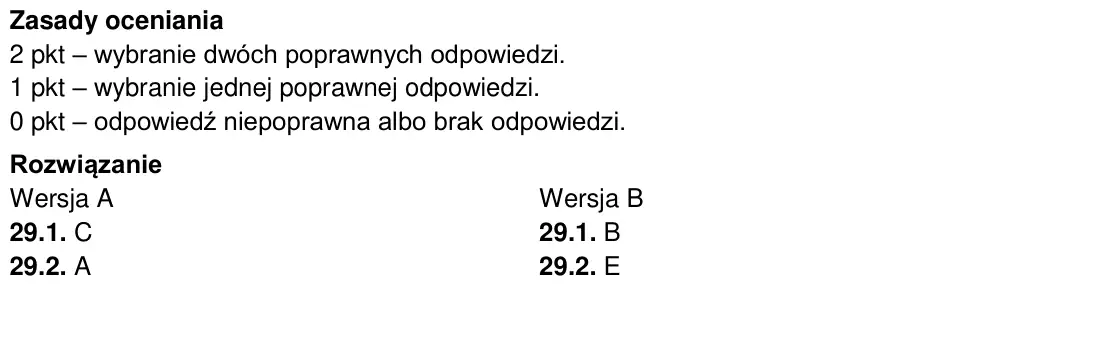 Zasady oceniania
2 pkt – wybranie dwóch poprawnych odpowiedzi.
1 pkt – wybranie jednej poprawnej odpowiedzi.
0 pkt – odpowiedź niepoprawna albo brak odpowiedzi.
Rozwiązanie
Wersja A Wersja B
29.1. C 29.1. B
29.2. A 29.2. E